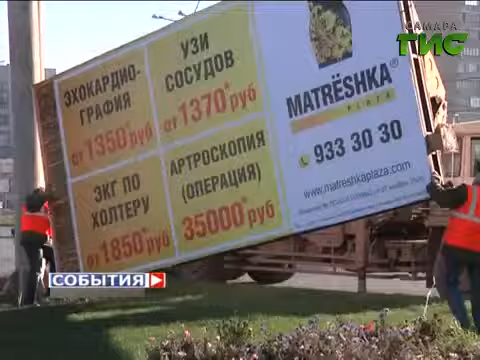 САМАРА
ТИС
ЭХОКАРДИО-
ГРАФИЯ
от 1350* руб
УЗИ
СОСУДОВ
от 1370* руб
ЭКГ ПО
ХОЛТЕРУ
от 1850* руб
АРТРОСКОПИЯ
(ОПЕРАЦИЯ)
35000* руб
MATRËSHKA®
PLAZA
933 30 30
www.matreshkaplaza.com
СОБЫТИЯ